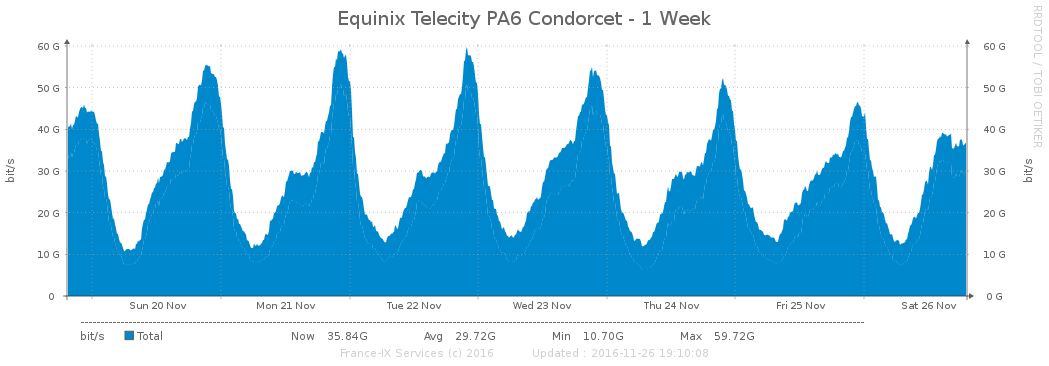 Equinix Telecity PA6 Condorcet - 1 Week
RRDTOOL / TOBI OETIKER
bit/s
60 G
50 G
40 G
30 G
20 G
10 G
0
60 G
50 G
40 G
30 G
20 G
10 G
0 G
bit/s
Sun 20 Nov Mon 21 Nov Tue 22 Nov Wed 23 Nov Thu 24 Nov Fri 25 Nov Sat 26 Nov
bit/s Total Now 35.84G Avg 29.72G Min 10.70G Max 59.72G
France-IX Services (c) 2016 Updated : 2016-11-26 19:10:08